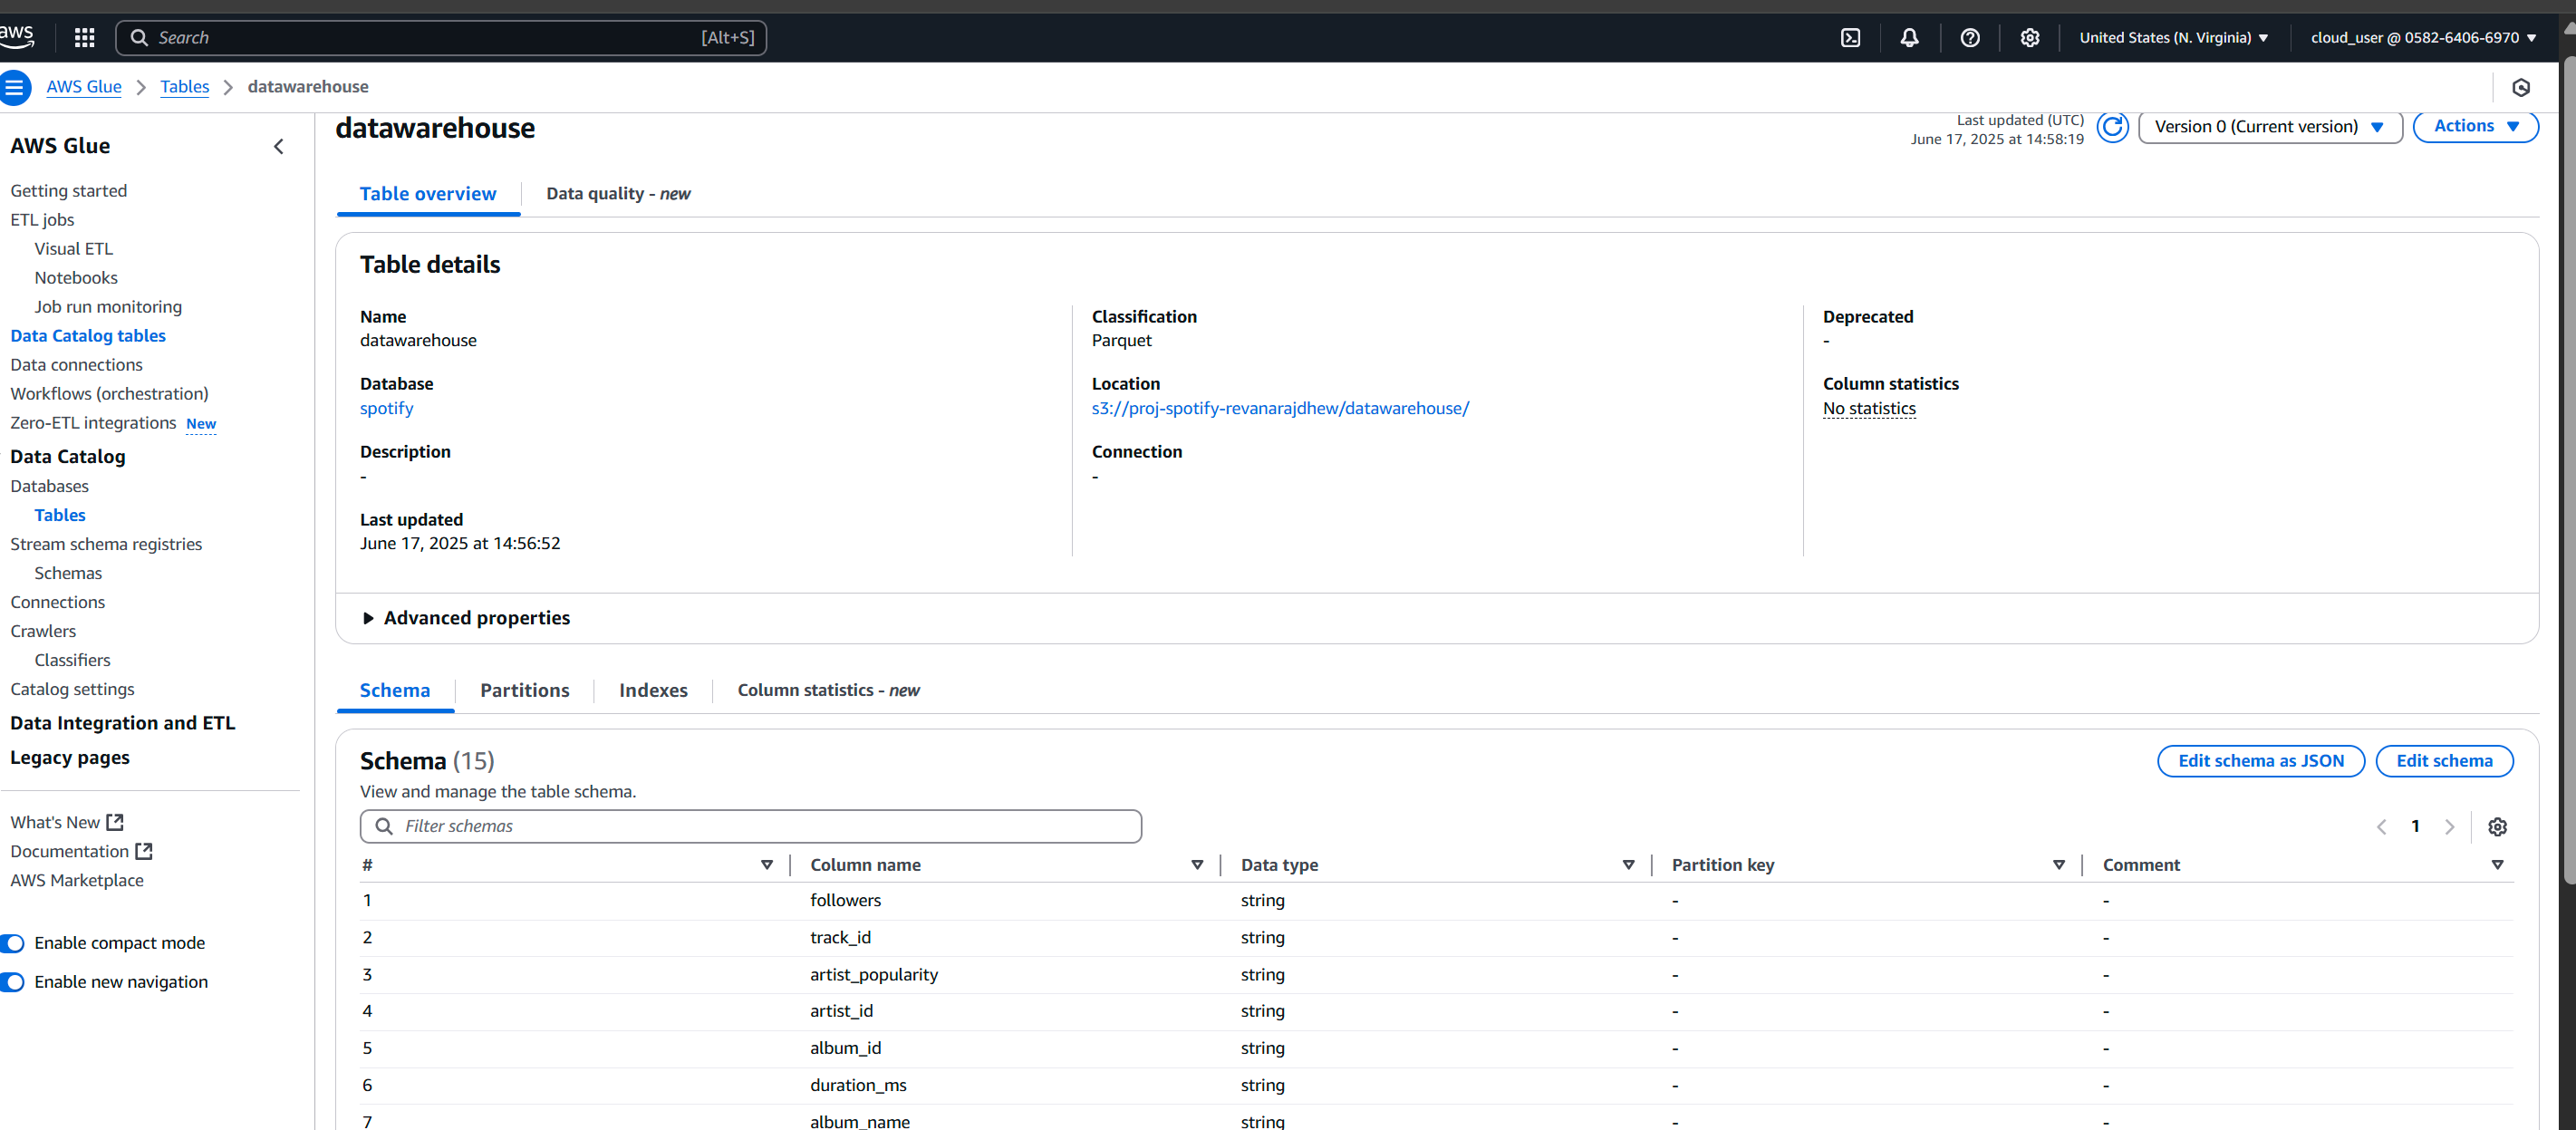 aws
Search [Alt+S]
United States (N. Virginia)
cloud_user @ 0582-6406-6970
AWS Glue
Tables
datawarehouse
AWS Glue
Getting started
ETL jobs
Visual ETL
Notebooks
Job run monitoring
Data Catalog tables
Data connections
Workflows (orchestration)
Zero-ETL integrations New
Data Catalog
Databases
Tables
Stream schema registries
Schemas
Connections
Crawlers
Classifiers
Catalog settings
Data Integration and ETL
Legacy pages
What's New
Documentation
AWS Marketplace
Enable compact mode
Enable new navigation
datawarehouse
Last updated (UTC)
June 17, 2025 at 14:58:19
Version 0 (Current version)
Actions
Table overview
Data quality - new
Table details
Name
datawarehouse
Database
spotify
Description
-
Last updated
June 17, 2025 at 14:56:52
Classification
Parquet
Location
s3://proj-spotify-revanarajdhew/datawarehouse/
Connection
-
Deprecated
-
Column statistics
No statistics
Advanced properties
Schema
Partitions
Indexes
Column statistics - new
Schema (15)
View and manage the table schema.
Edit schema as JSON
Edit schema
Filter schemas
1
# Column name Data type Partition key Comment
1 followers string - -
2 track_id string - -
3 artist_popularity string - -
4 artist_id string - -
5 album_id string - -
6 duration_ms string - -
7 album_name string - -